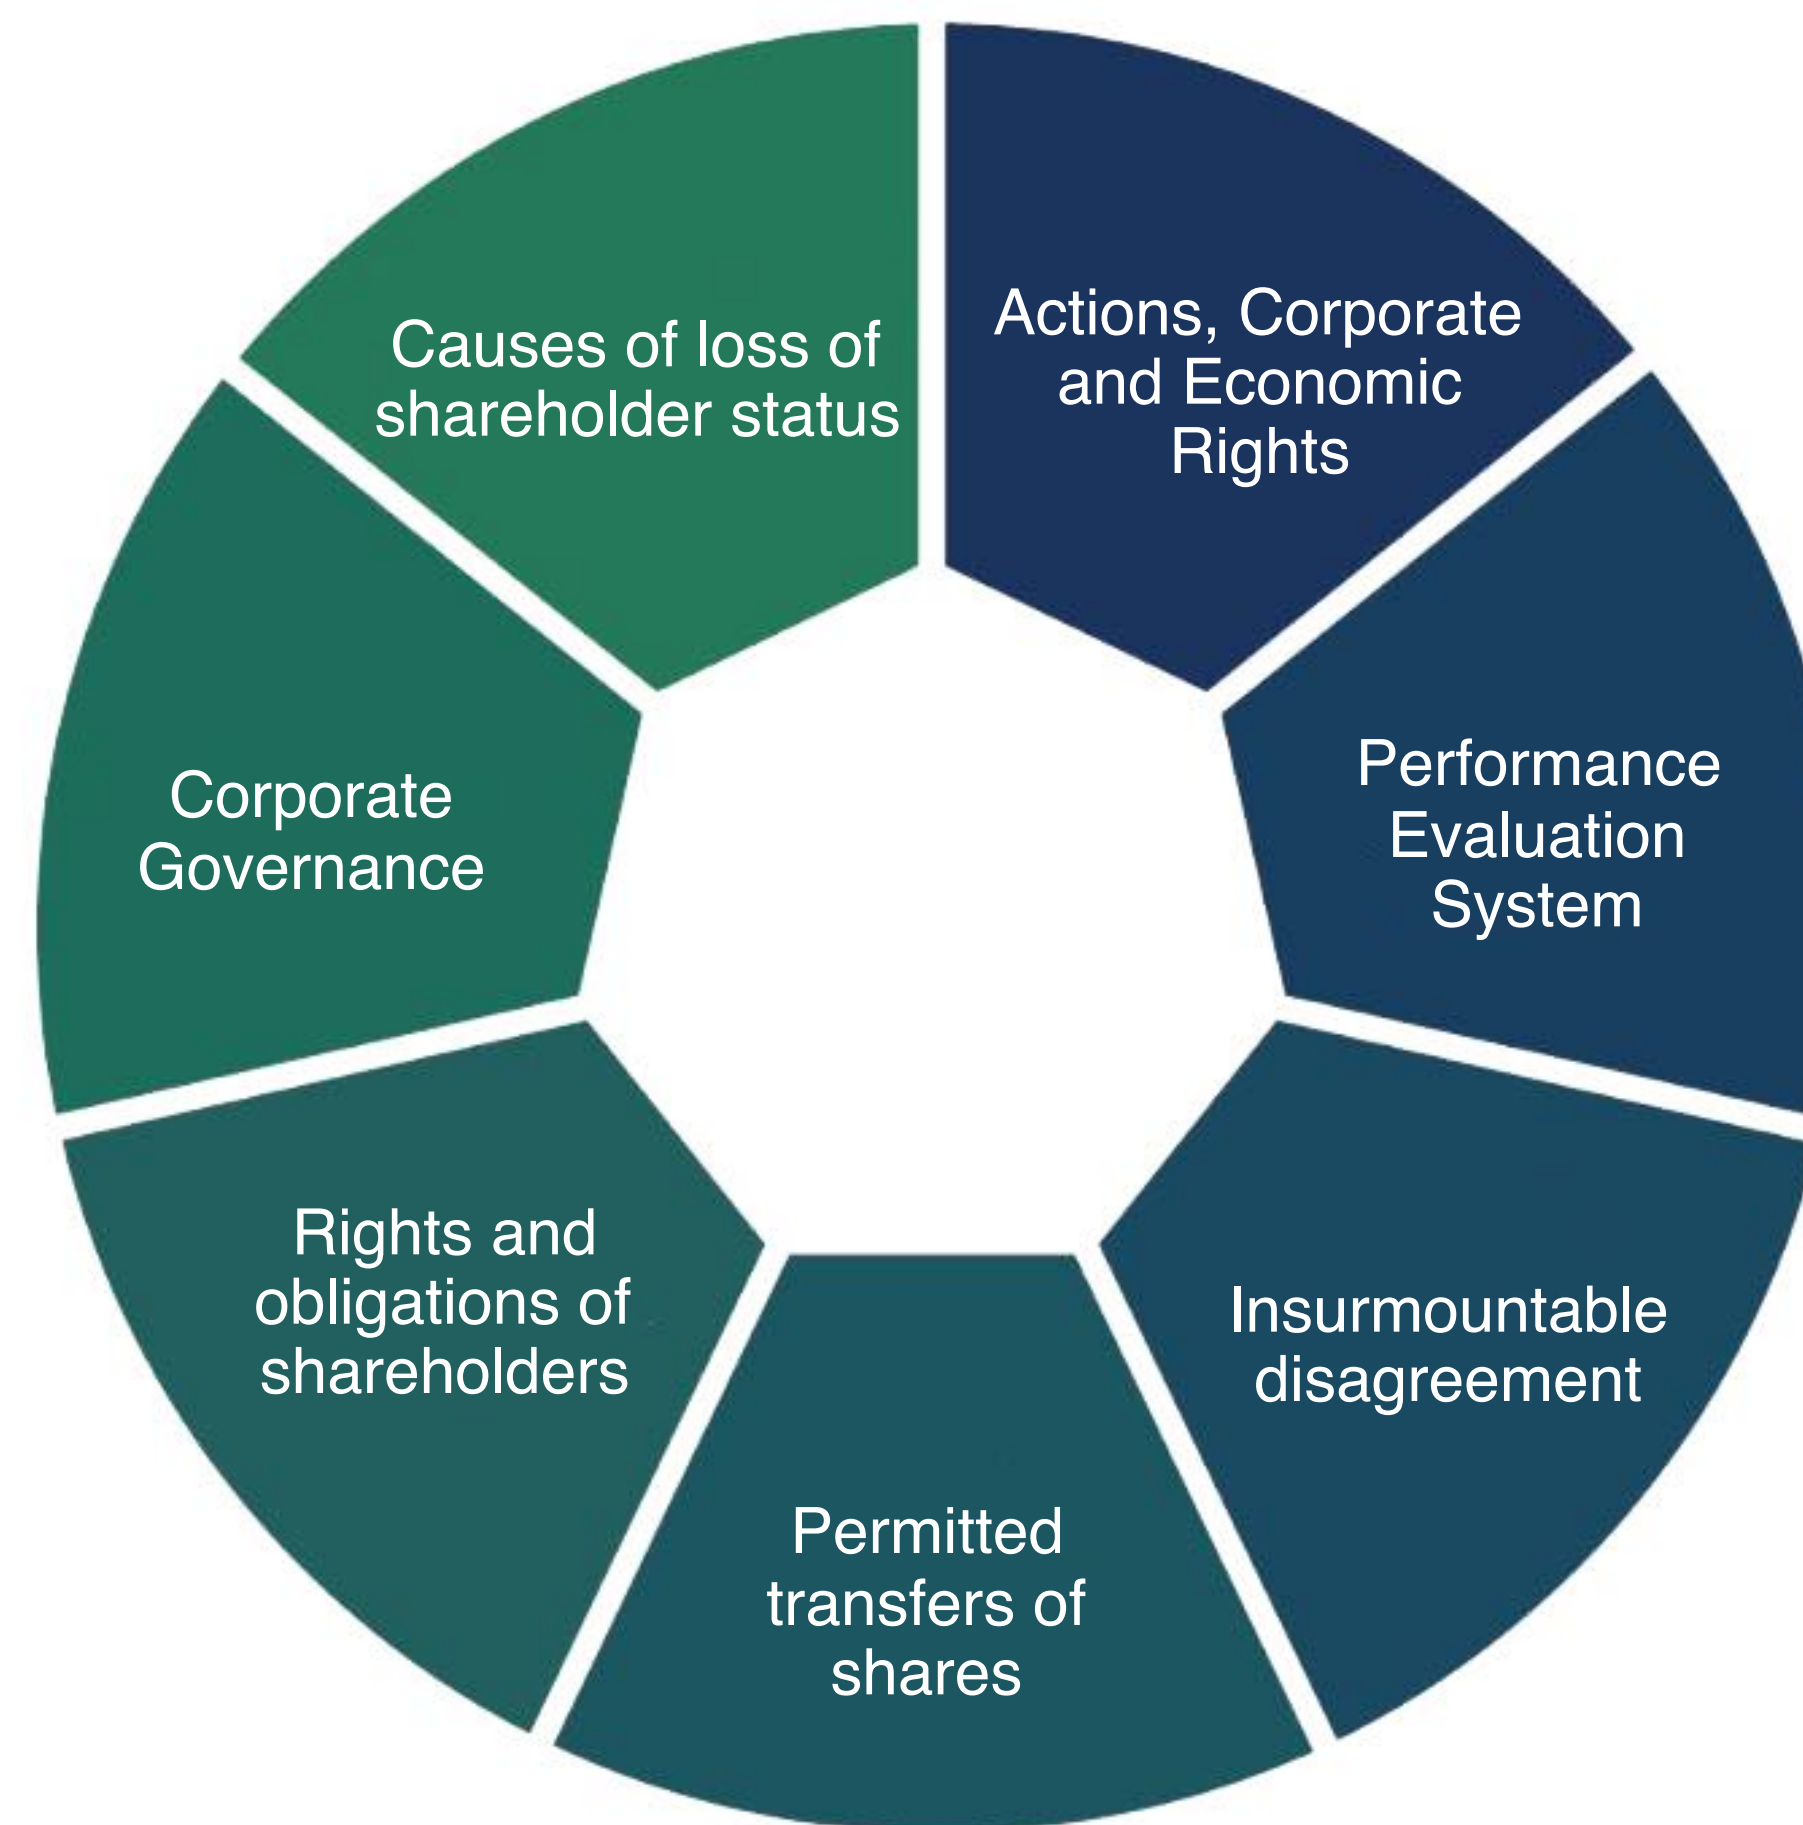 Causes of loss of
shareholder status
Actions, Corporate
and Economic
Rights
Performance
Evaluation
System
Insurmountable
disagreement
Permitted
transfers of
shares
Rights and
obligations of
shareholders
Corporate
Governance